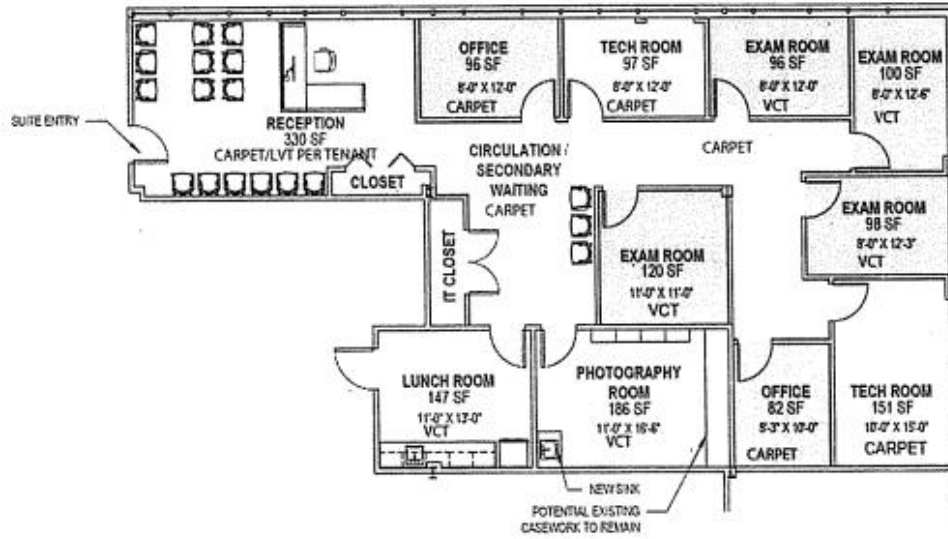 SUITE ENTRY
RECEPTION
330 SF
CARPET/LVT PER TENANT
CLOSET
OFFICE
96 SF
8'-0" X 12'-0"
CARPET
TECH ROOM
97 SF
8'-0" X 12'-0"
CARPET
EXAM ROOM
96 SF
8'-0" X 12'-0"
VCT
EXAM ROOM
100 SF
8'-0" X 12'-6"
VCT
CIRCULATION /
SECONDARY
WAITING
CARPET
CARPET
IT CLOSET
EXAM ROOM
120 SF
11'-0" X 11'-0"
VCT
EXAM ROOM
98 SF
8'-0" X 12'-3"
VCT
LUNCH ROOM
147 SF
11'-0" X 13'-0"
VCT
PHOTOGRAPHY
ROOM
186 SF
11'-0" X 16'-6"
VCT
OFFICE
82 SF
8'-3" X 10'-0"
CARPET
TECH ROOM
151 SF
10'-0" X 15'-0"
CARPET
NEW SINK
POTENTIAL EXISTING
CASEWORK TO REMAIN